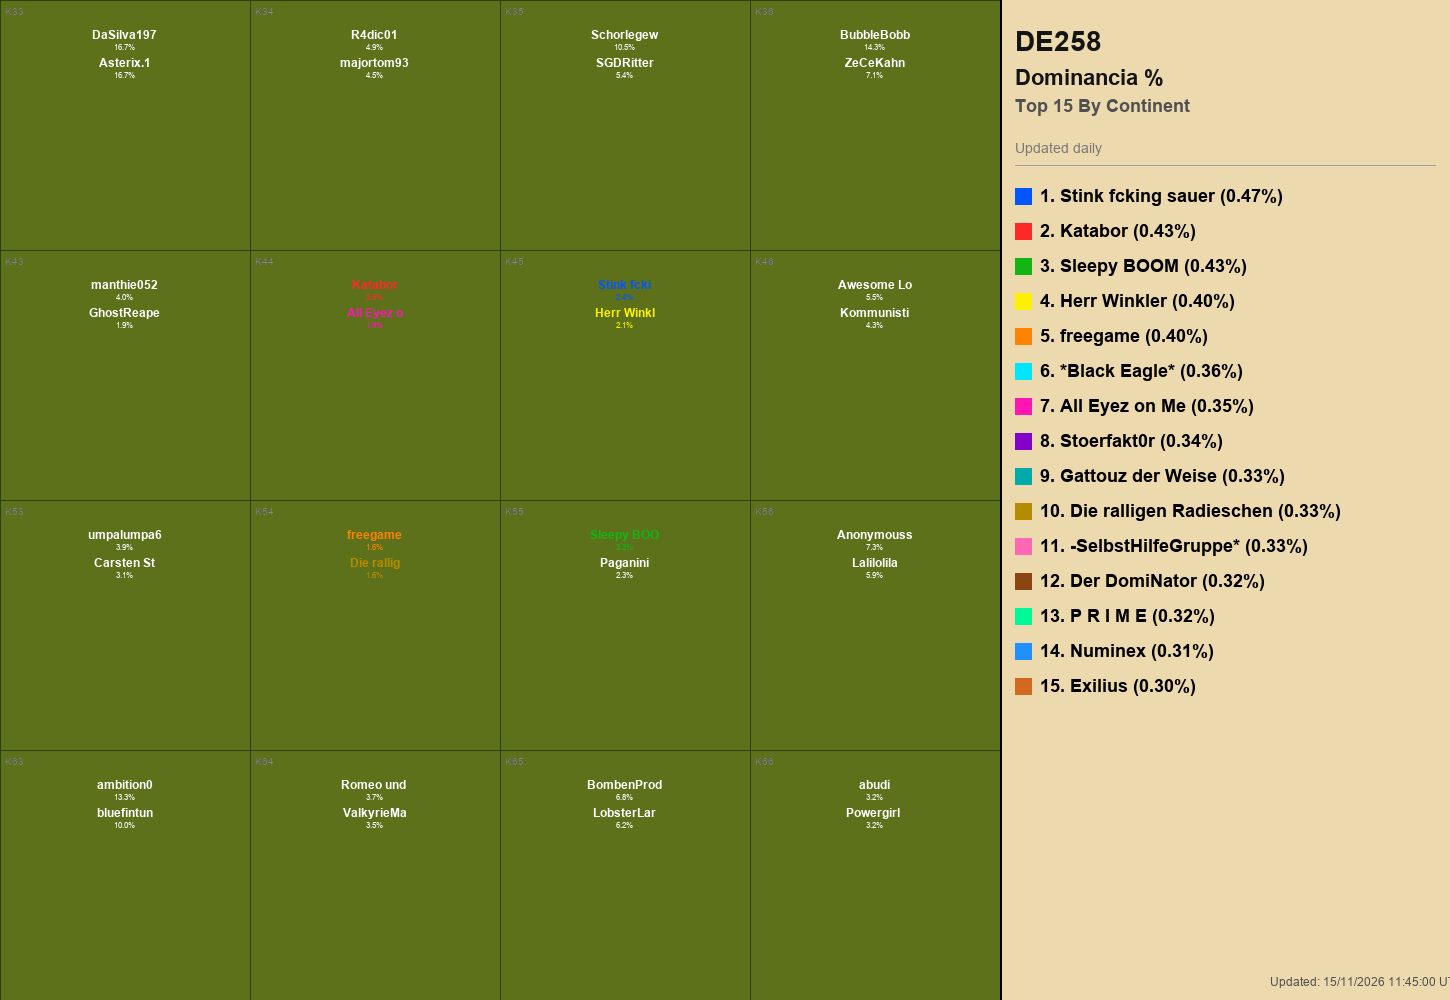 K33
DaSilva197
16.7%
Asterix.1
16.7%
K34
R4dic01
4.9%
majortom93
4.5%
K35
Schorlegew
10.5%
SGDRitter
5.4%
K36
BubbleBobb
14.3%
ZeCeKahn
7.1%
K43
manthie052
4.0%
GhostReape
1.9%
K44
Katabor
All Eyez o
K45
Stink fcki
Herr Winkl
2.1%
K46
Awesome Lo
5.5%
Kommunisti
4.3%
K53
umpalumpa6
3.9%
Carsten St
3.1%
K54
freegame
1.6%
Die rallig
1.6%
K55
Sleepy BOO
Paganini
2.3%
K56
Anonymouss
7.3%
Lalilolila
5.9%
K63
ambition0
13.3%
bluefintun
10.0%
K64
Romeo und
3.7%
ValkyrieMa
3.5%
K65
BombenProd
6.8%
LobsterLar
6.2%
K66
abudi
3.2%
Powergirl
3.2%
DE258
Dominancia %
Top 15 By Continent
Updated daily
1. Stink fcking sauer (0.47%)
2. Katabor (0.43%)
3. Sleepy BOOM (0.43%)
4. Herr Winkler (0.40%)
5. freegame (0.40%)
6. *Black Eagle* (0.36%)
7. All Eyez on Me (0.35%)
8. Stoerfakt0r (0.34%)
9. Gattouz der Weise (0.33%)
10. Die ralligen Radieschen (0.33%)
11. -SelbstHilfeGruppe* (0.33%)
12. Der DomiNator (0.32%)
13. P R I M E (0.32%)
14. Numinex (0.31%)
15. Exilius (0.30%)
Updated: 15/11/2026 11:45:00 U